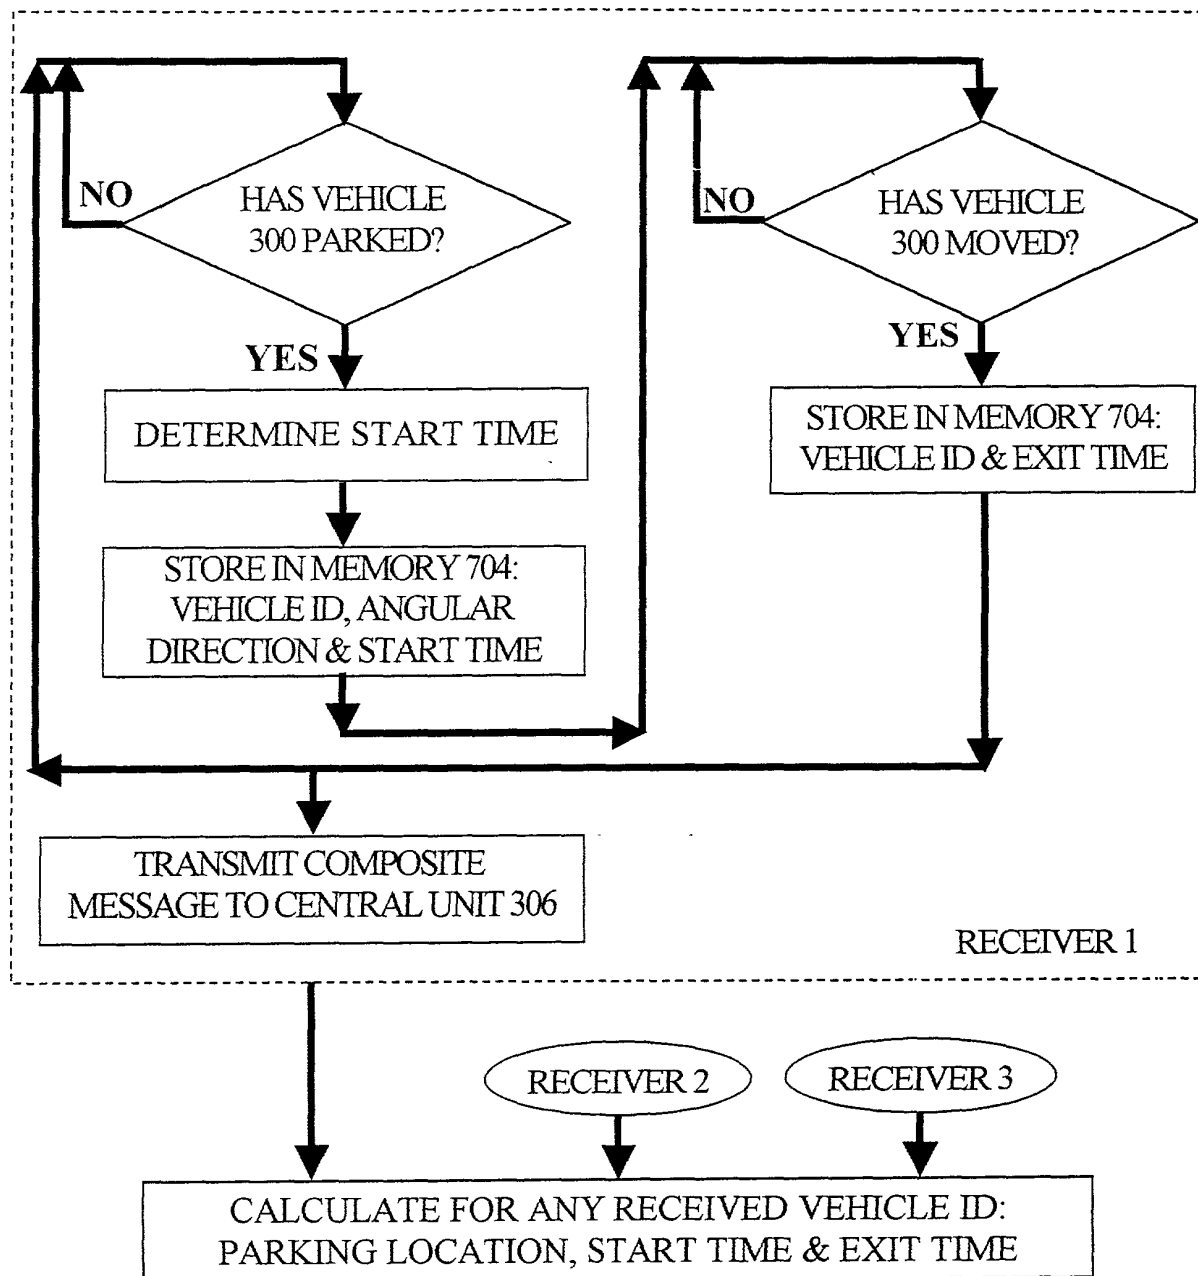 HAS VEHICLE
300 PARKED?
NO
YES
DETERMINE START TIME
STORE IN MEMORY 704:
VEHICLE ID, ANGULAR
DIRECTION & START TIME
HAS VEHICLE
300 MOVED?
NO
YES
STORE IN MEMORY 704:
VEHICLE ID & EXIT TIME
TRANSMIT COMPOSITE
MESSAGE TO CENTRAL UNIT 306
RECEIVER 1
RECEIVER 2
RECEIVER 3
CALCULATE FOR ANY RECEIVED VEHICLE ID:
PARKING LOCATION, START TIME & EXIT TIME